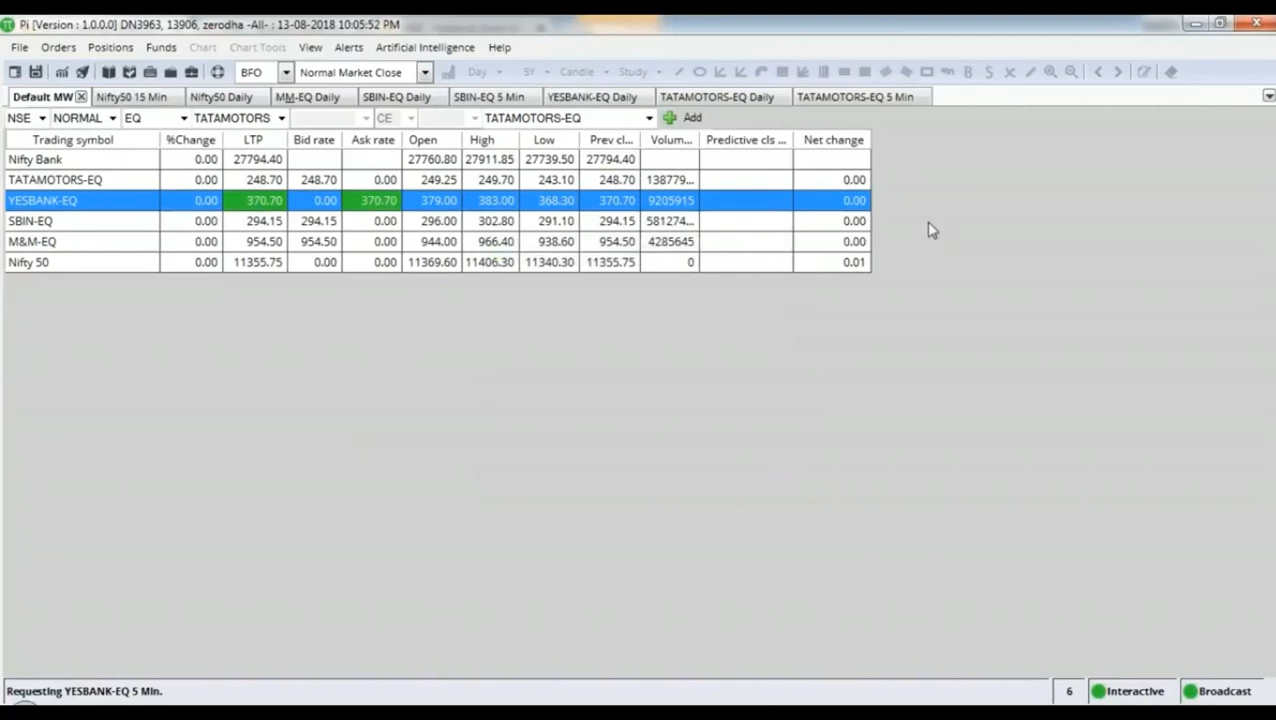 Pi [Version : 1.0.0.0] DN3963, 13906, zerodha -All- : 13-08-2018 10:05:52 PM
File Orders Positions Funds Chart Chart Tools View Alerts Artificial Intelligence Help
BFO Normal Market Close Day 5Y Candle Study B S
Default MW Nifty50 15 Min Nifty50 Daily MM-EQ Daily SBIN-EQ Daily SBIN-EQ 5 Min YESBANK-EQ Daily TATAMOTORS-EQ Daily TATAMOTORS-EQ 5 Min
NSE NORMAL EQ TATAMOTORS CE TATAMOTORS-EQ Add
Trading symbol %Change LTP Bid rate Ask rate Open High Low Prev cl... Volum... Predictive cls ... Net change
Nifty Bank 0.00 27794.40 27760.80 27911.85 27739.50 27794.40
TATAMOTORS-EQ 0.00 248.70 248.70 0.00 249.25 249.70 243.10 248.70 138779... 0.00
YESBANK-EQ 0.00 370.70 0.00 370.70 379.00 383.00 368.30 370.70 9205915 0.00
SBIN-EQ 0.00 294.15 294.15 0.00 296.00 302.80 291.10 294.15 581274... 0.00
M&M-EQ 0.00 954.50 954.50 0.00 944.00 966.40 938.60 954.50 4285645 0.00
Nifty 50 0.00 11355.75 0.00 0.00 11369.60 11406.30 11340.30 11355.75 0 0.01
Requesting YESBANK-EQ 5 Min. 6 Interactive Broadcast